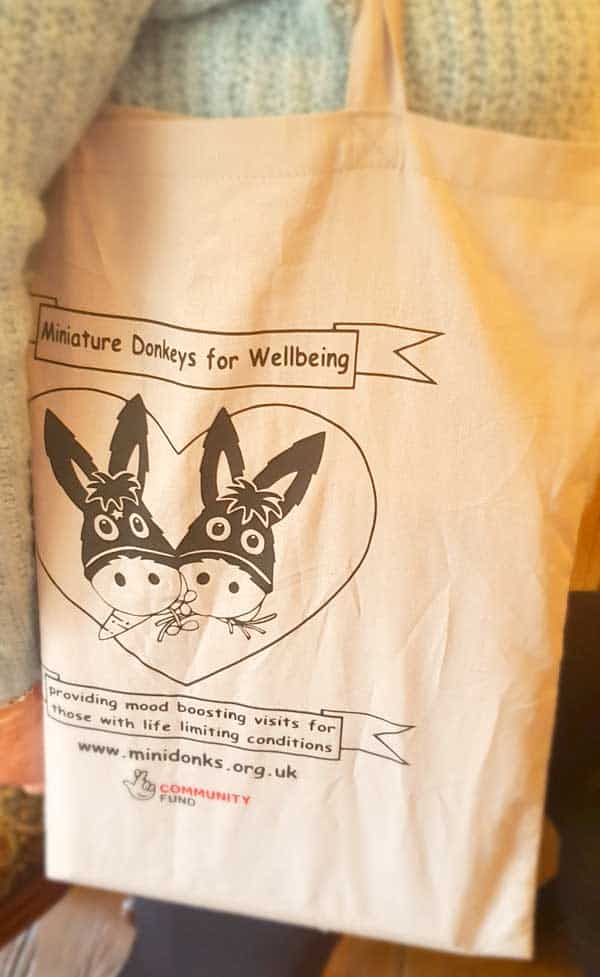 Miniature Donkeys for Wellbeing
providing mood boosting visits for
those with life limiting conditions
www.minidonks.org.uk
COMMUNITY
FUND